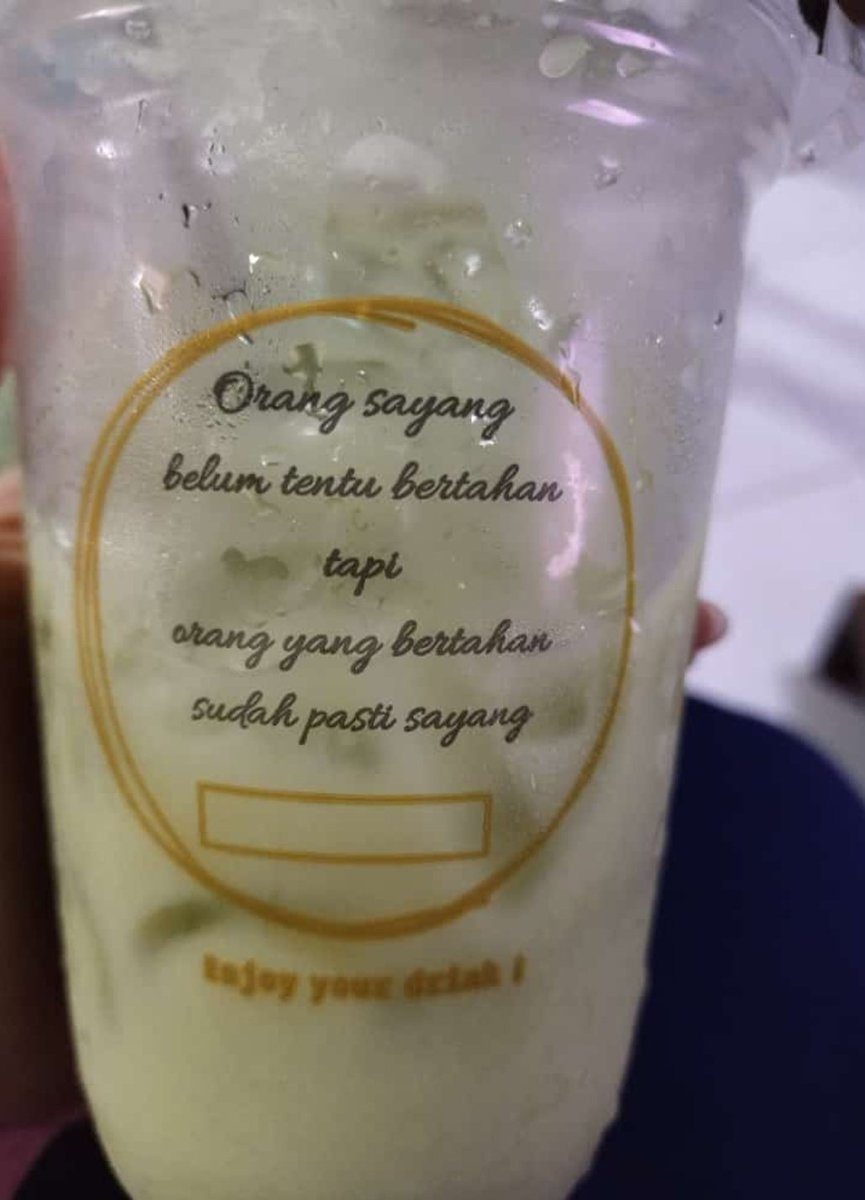 Orang sayang
belum tentu bertahan
tapi
orang yang bertahan
sudah pasti sayang
Enjoy your drink !